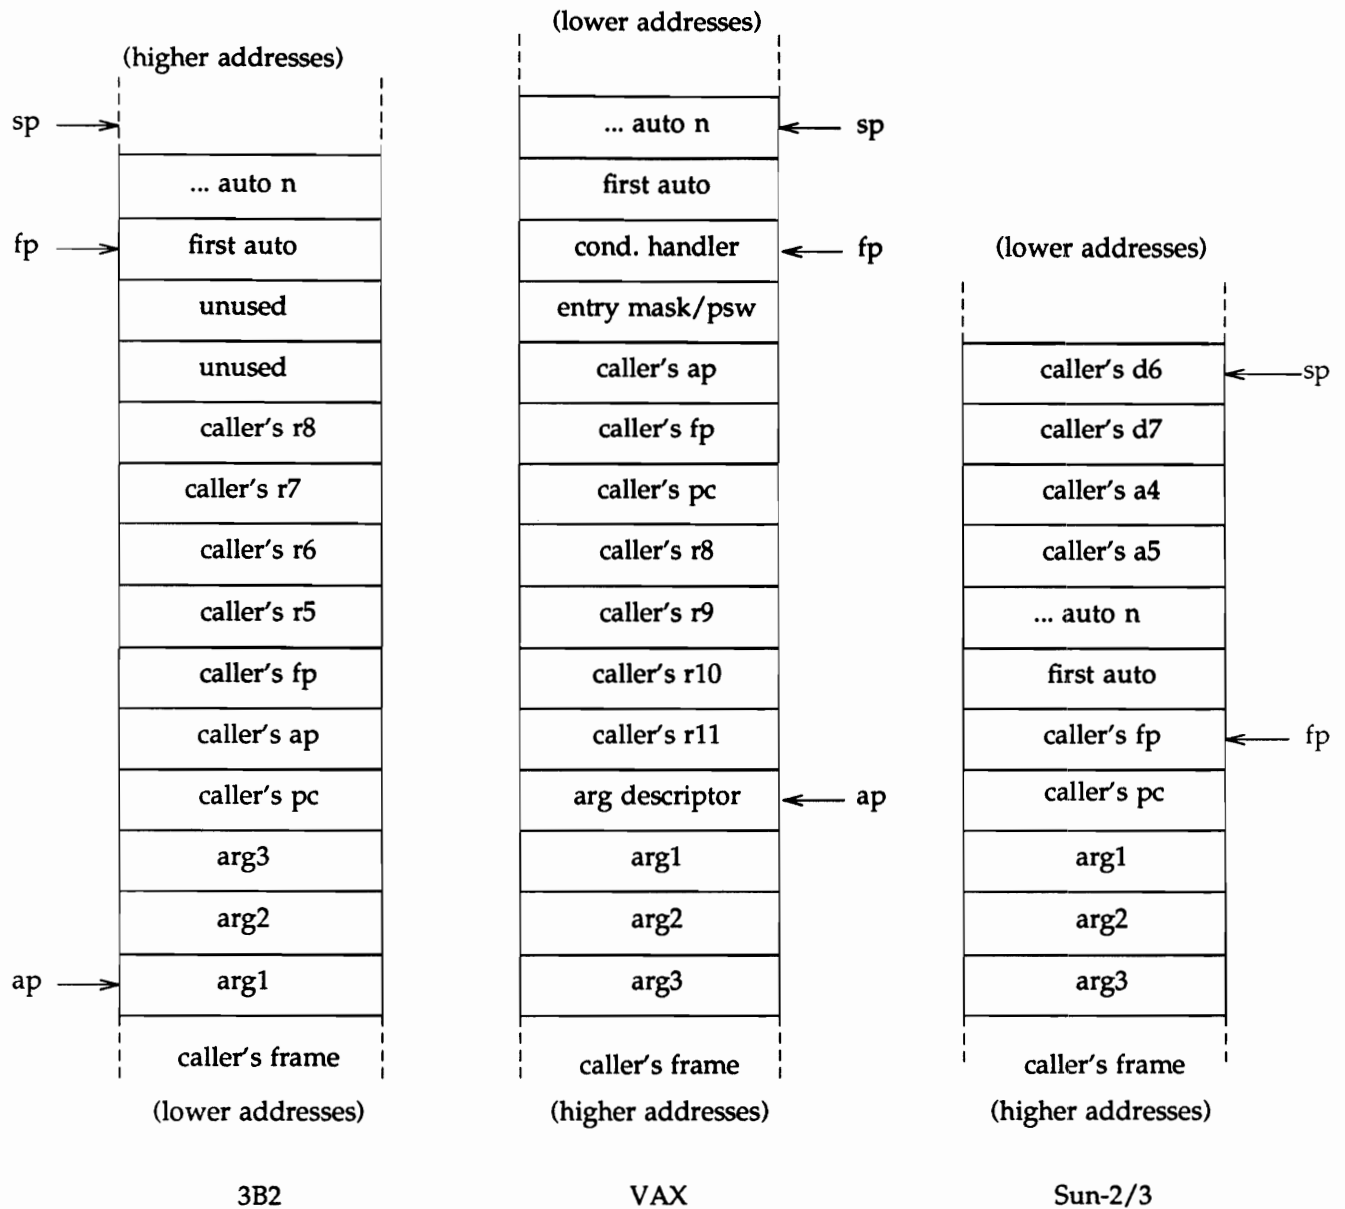 (higher addresses)
sp
... auto n
fp
first auto
unused
unused
caller's r8
caller's r7
caller's r6
caller's r5
caller's fp
caller's ap
caller's pc
arg3
arg2
ap
arg1
caller's frame
(lower addresses)
3B2
(lower addresses)
... auto n
sp
first auto
cond. handler
fp
entry mask/psw
caller's ap
caller's fp
caller's pc
caller's r8
caller's r9
caller's r10
caller's r11
arg descriptor
ap
arg1
arg2
arg3
caller's frame
(higher addresses)
VAX
(lower addresses)
caller's d6
sp
caller's d7
caller's a4
caller's a5
... auto n
first auto
caller's fp
fp
caller's pc
arg1
arg2
arg3
caller's frame
(higher addresses)
Sun-2/3